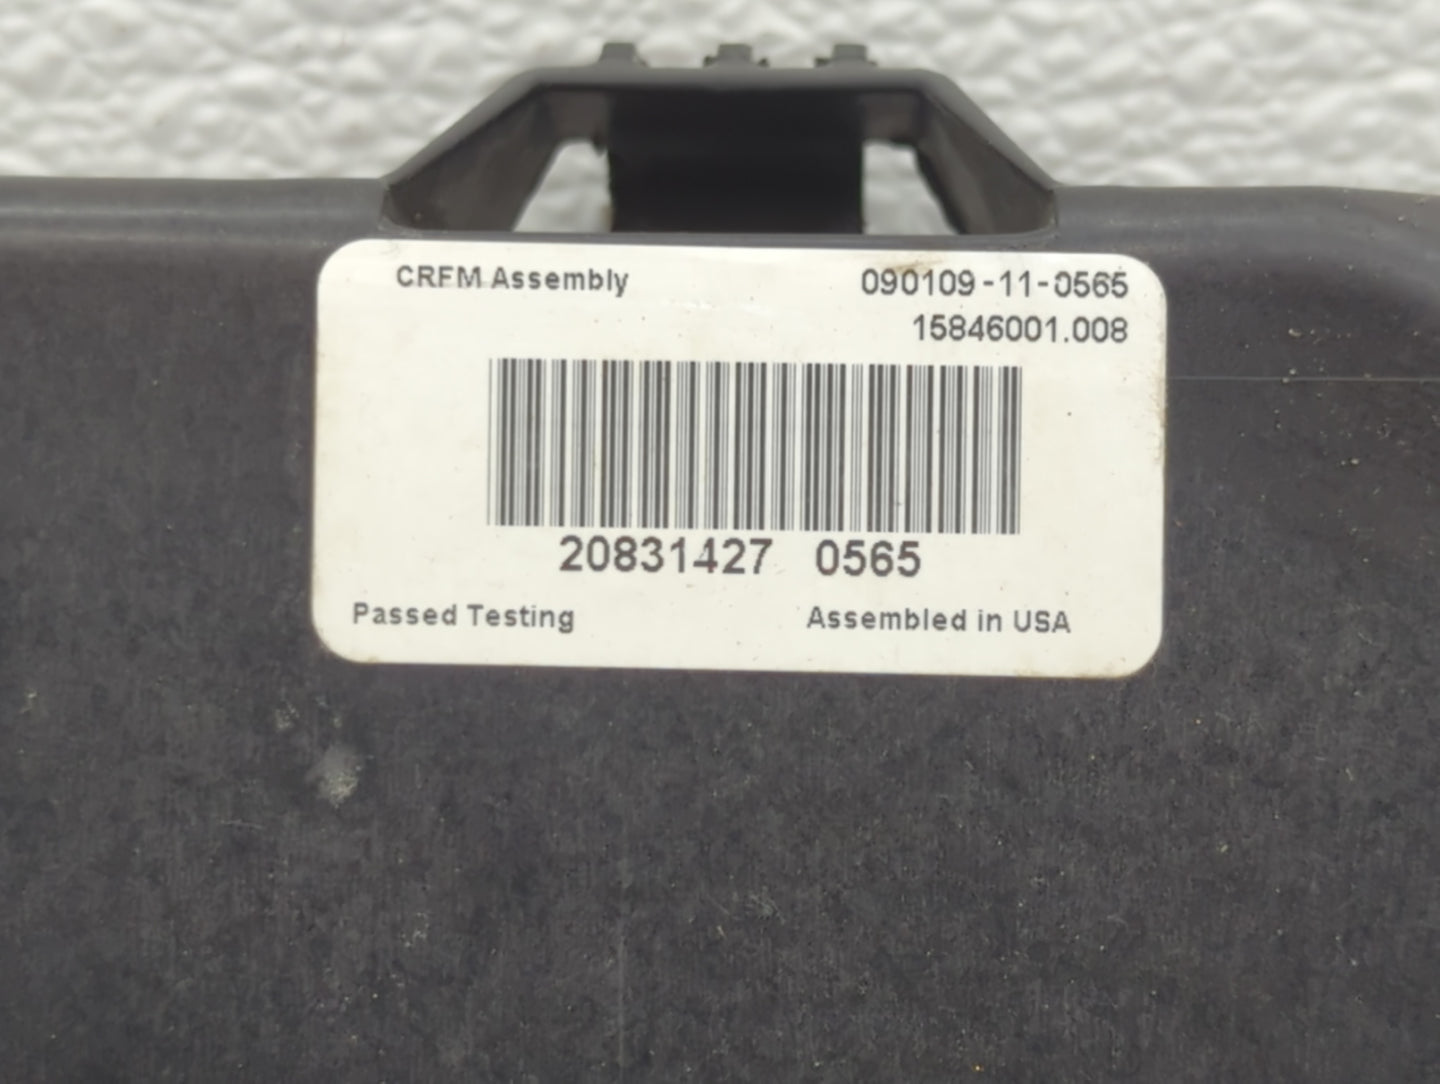 CRFM Assembly 090109-11-0565
15846001.008
20831427 0565
Passed Testing Assembled in USA